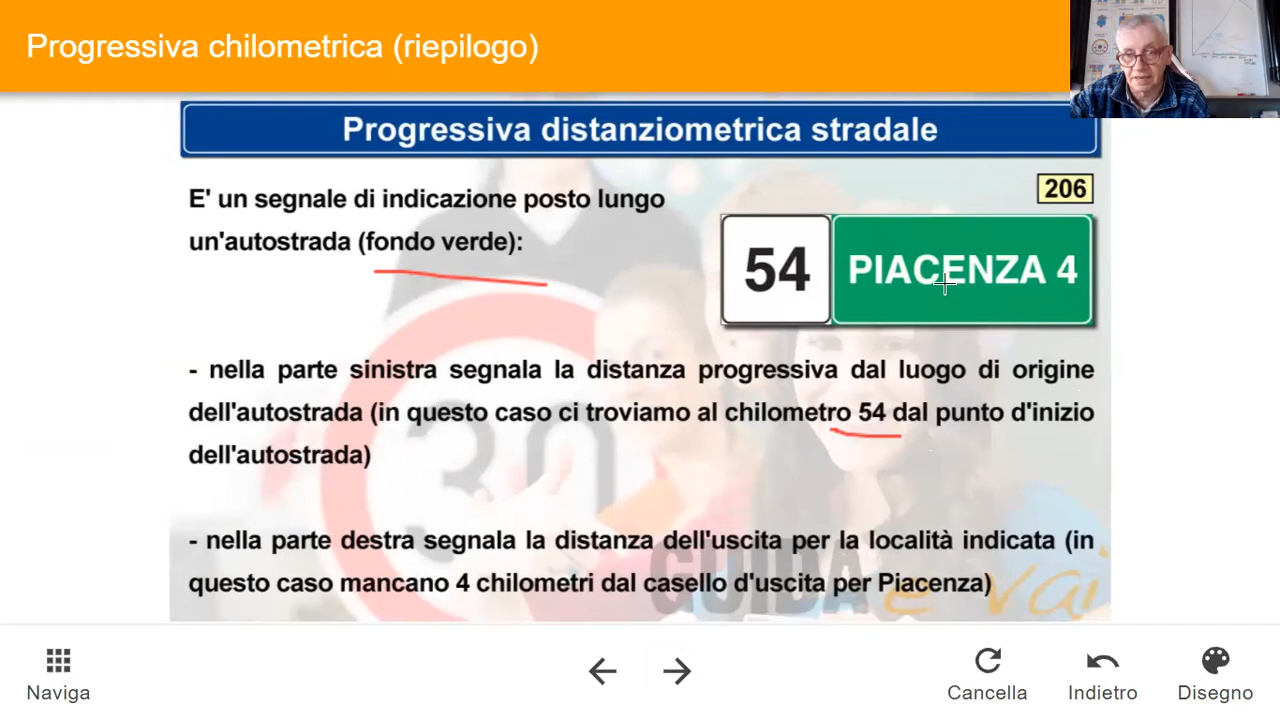 Progressiva chilometrica (riepilogo)
Progressiva distanziometrica stradale
E' un segnale di indicazione posto lungo
un'autostrada (fondo verde):
206
54 PIACENZA 4
- nella parte sinistra segnala la distanza progressiva dal luogo di origine
dell'autostrada (in questo caso ci troviamo al chilometro 54 dal punto d'inizio
dell'autostrada)
30
- nella parte destra segnala la distanza dell'uscita per la località indicata (in
questo caso mancano 4 chilometri dal casello d'uscita per Piacenza)
GUIDA e vai
Naviga
Cancella
Indietro
Disegno